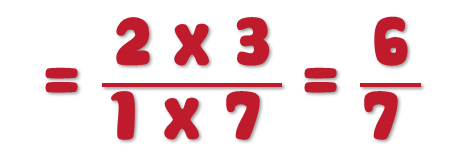 = 2 x 3 / 1 x 7 = 6 / 7